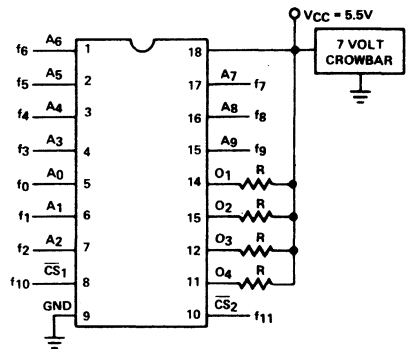 VCC = 5.5V
f6 A6 1 18 7 VOLT CROWBAR
f5 A5 2 17 A7 f7
f4 A4 3 16 A8 f8
f3 A3 4 15 A9 f9
f0 A0 5 14 O1 R
f1 A1 6 15 O2 R
f2 A2 7 12 O3 R
f10 CS1 8 11 O4 R
GND 9 10 CS2 f11